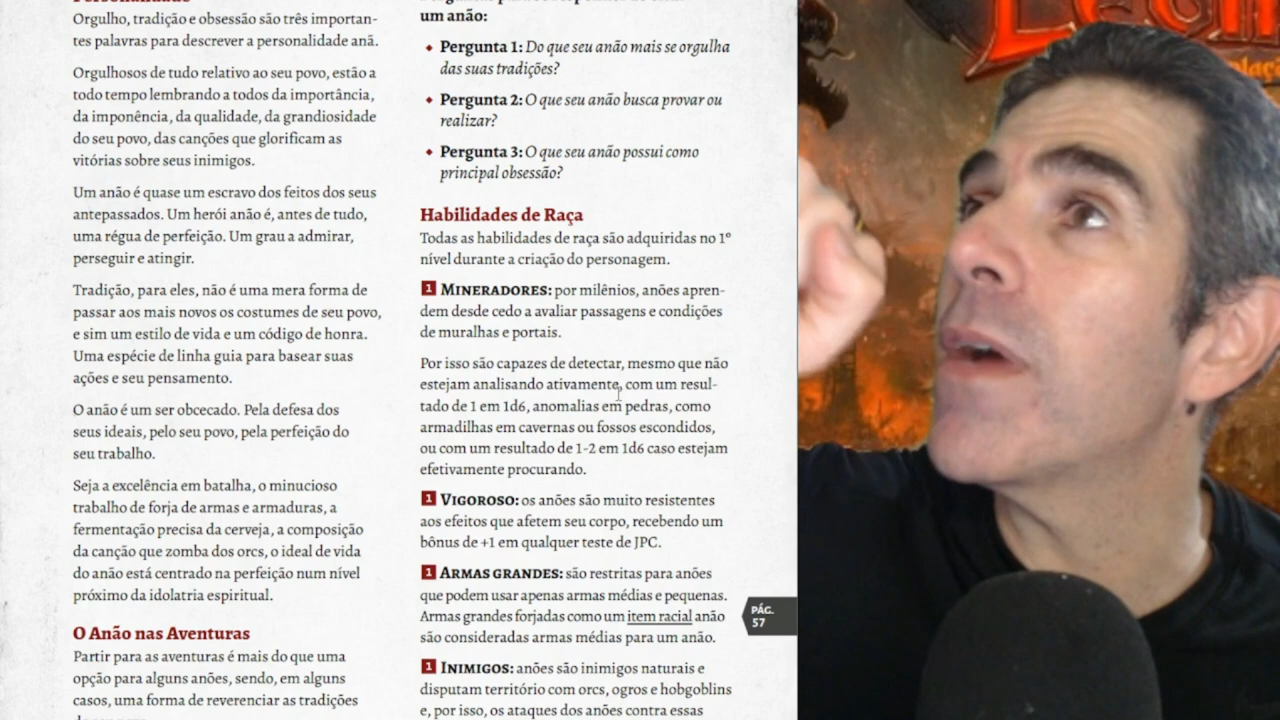 Personalidade
Orgulho, tradição e obsessão são três importan-
tes palavras para descrever a personalidade anã.
Orgulhosos de tudo relativo ao seu povo, estão a
todo tempo lembrando a todos da importância,
da imponência, da qualidade, da grandiosidade
do seu povo, das canções que glorificam as
vitórias sobre seus inimigos.
Um anão é quase um escravo dos feitos dos seus
antepassados. Um herói anão é, antes de tudo,
uma régua de perfeição. Um grau a admirar,
perseguir e atingir.
Tradição, para eles, não é uma mera forma de
passar aos mais novos os costumes de seu povo,
e sim um estilo de vida e um código de honra.
Uma espécie de linha guia para basear suas
ações e seu pensamento.
O anão é um ser obcecado. Pela defesa dos
seus ideais, pelo seu povo, pela perfeição do
seu trabalho.
Seja a excelência em batalha, o minucioso
trabalho de forja de armas e armaduras, a
fermentação precisa da cerveja, a composição
da canção que zomba dos orcs, o ideal de vida
do anão está centrado na perfeição num nível
próximo da idolatria espiritual.
O Anão nas Aventuras
Partir para as aventuras é mais do que uma
opção para alguns anões, sendo, em alguns
casos, uma forma de reverenciar as tradições
um anão:
Pergunta 1: Do que seu anão mais se orgulha
das suas tradições?
Pergunta 2: O que seu anão busca provar ou
realizar?
Pergunta 3: O que seu anão possui como
principal obsessão?
Habilidades de Raça
Todas as habilidades de raça são adquiridas no 1º
nível durante a criação do personagem.
1 MINERADORES: por milênios, anões apren-
dem desde cedo a avaliar passagens e condições
de muralhas e portais.
Por isso são capazes de detectar, mesmo que não
estejam analisando ativamente, com um resul-
tado de 1 em 1d6, anomalias em pedras, como
armadilhas em cavernas ou fossos escondidos,
ou com um resultado de 1-2 em 1d6 caso estejam
efetivamente procurando.
1 VIGOROSO: os anões são muito resistentes
aos efeitos que afetem seu corpo, recebendo um
bônus de +1 em qualquer teste de JPC.
1 ARMAS GRANDES: são restritas para anões
que podem usar apenas armas médias e pequenas.
Armas grandes forjadas como um item racial anão
são consideradas armas médias para um anão.
1 INIMIGOS: anões são inimigos naturais e
disputam território com orcs, ogros e hobgoblins
e, por isso, os ataques dos anões contra essas
PÁG.
57